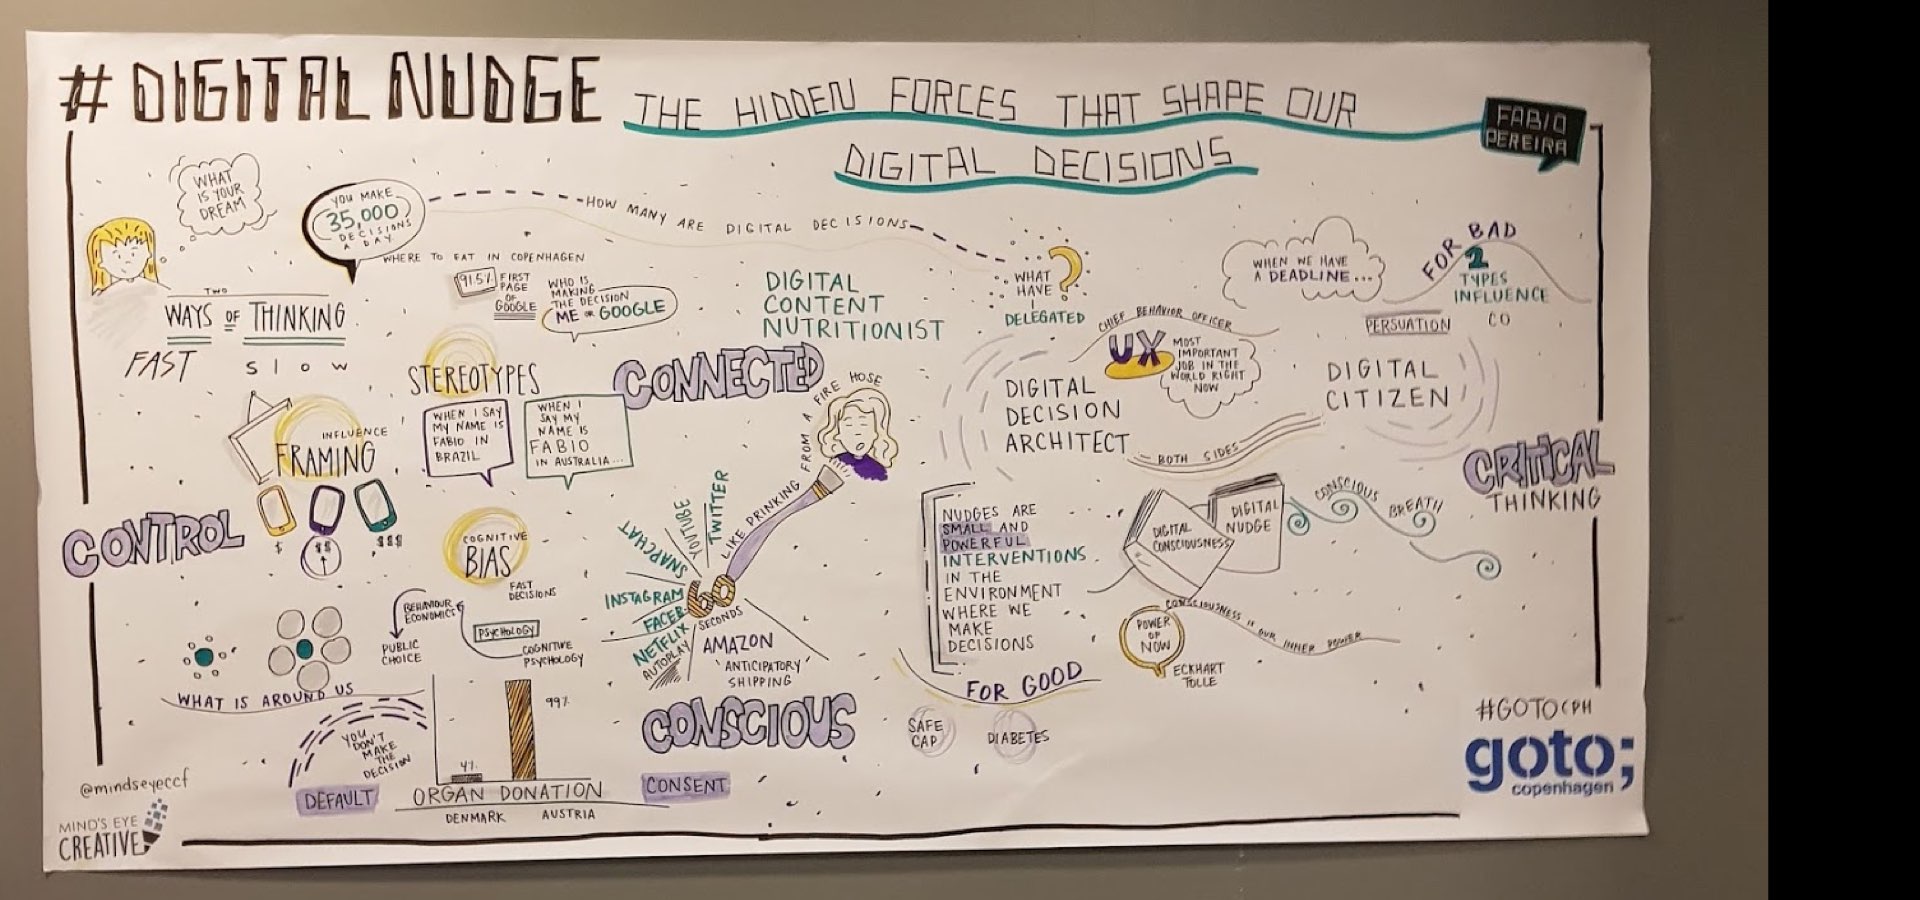 # DIGITAL NUDGE
THE HIDDEN FORCES THAT SHAPE OUR
DIGITAL DECISIONS
FABIO
PEREIRA
WHAT
IS YOUR
DREAM
YOU MAKE
35,000
DECISIONS
A DAY
HOW MANY ARE DIGITAL DECISIONS
WHERE TO EAT IN COPENHAGEN
91.5%
FIRST
PAGE
OF
GOOGLE
WHO IS
MAKING
THE DECISION
ME OR GOOGLE
TWO
WAYS OF THINKING
FAST
slow
DIGITAL
CONTENT
NUTRITIONIST
WHAT
HAVE
I
DELEGATED
WHEN WE HAVE
A DEADLINE...
FOR BAD
2
TYPES
INFLUENCE
CO
PERSUATION
CHIEF BEHAVIOR OFFICER
UX
MOST
IMPORTANT
JOB IN THE
WORLD RIGHT
NOW
STEREOTYPES
WHEN I SAY
MY NAME IS
FABIO IN
BRAZIL
WHEN I
SAY MY
NAME IS
FABIO
IN AUSTRALIA...
CONNECTED
INFLUENCE
FRAMING
$
$$
$$$
CONTROL
COGNITIVE
BIAS
FAST
DECISIONS
BEHAVIOUR
ECONOMICS
PUBLIC
CHOICE
PSYCHOLOGY
COGNITIVE
PSYCHOLOGY
LIKE DRINKING FROM A FIRE HOSE
TWITTER
YOUTUBE
SNAPCHAT
INSTAGRAM
FACEB
NETFLIX
AUTOPLAY
60
SECONDS
AMAZON
'ANTICIPATORY'
SHIPPING
DIGITAL
DECISION
ARCHITECT
BOTH SIDES
DIGITAL
CITIZEN
CRITICAL
THINKING
NUDGES ARE
SMALL AND
POWERFUL
INTERVENTIONS
IN THE
ENVIRONMENT
WHERE WE
MAKE
DECISIONS
DIGITAL
CONSCIOUSNESS
DIGITAL
NUDGE
CONSCIOUS BREATH
CONSCIOUSNESS IS OUR INNER POWER
POWER
OF
NOW
ECKHART
TOLLE
FOR GOOD
SAFE
CAP
DIABETES
WHAT IS AROUND US
YOU
DON'T
MAKE
THE
DECISION
DEFAULT
4%
99%
ORGAN DONATION
DENMARK AUSTRIA
CONSCIOUS
CONSENT
@mindseyeccf
MIND'S EYE
CREATIVE
#GOTOCPH
goto;
copenhagen